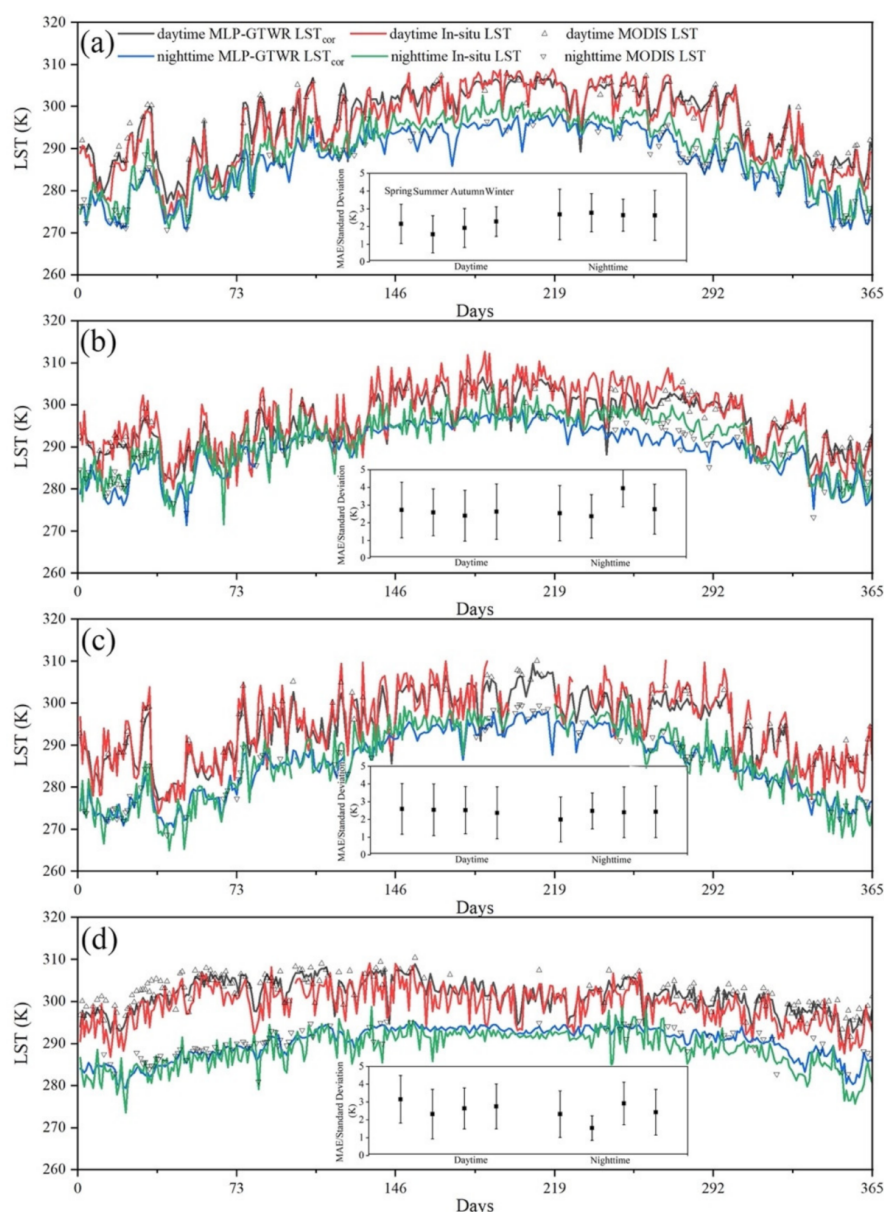 (a)
daytime MLP-GTWR LSTcor daytime In-situ LST daytime MODIS LST
nighttime MLP-GTWR LSTcor nighttime In-situ LST nighttime MODIS LST
320
310
300
290
280
270
260
LST (K)
MAE/Standard Deviation
(K)
5
4
3
2
1
0
Spring Summer Autumn Winter
Daytime Nighttime
0 73 146 219 292 365
Days
(b)
320
310
300
290
280
270
260
LST (K)
MAE/Standard Deviation
(K)
5
4
3
2
1
0
Daytime Nighttime
0 73 146 219 292 365
Days
(c)
320
310
300
290
280
270
260
LST (K)
MAE/Standard Deviation
(K)
5
4
3
2
1
0
Daytime Nighttime
0 73 146 219 292 365
Days
(d)
320
310
300
290
280
270
260
LST (K)
MAE/Standard Deviation
(K)
5
4
3
2
1
0
Daytime Nighttime
0 73 146 219 292 365
Days